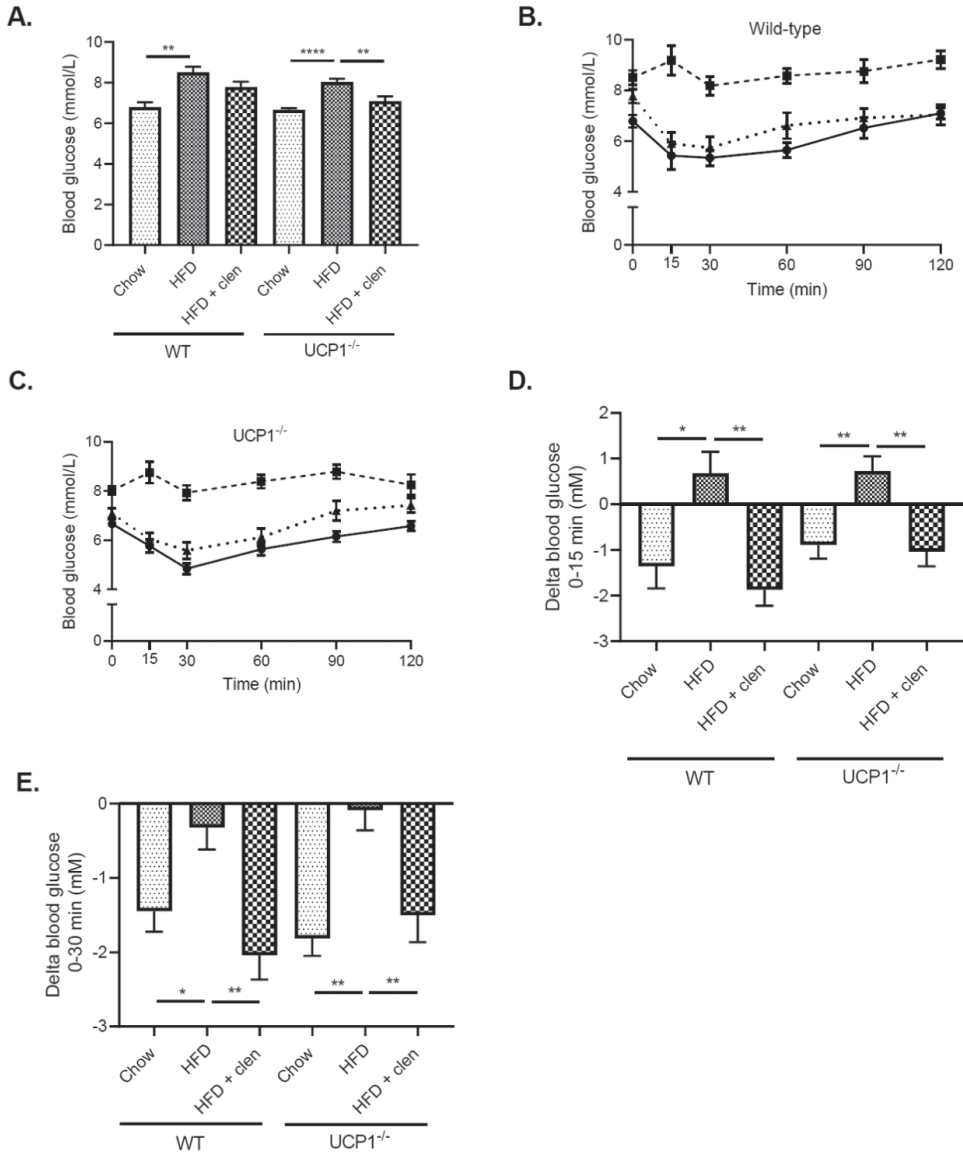 A.
Blood glucose (mmol/L)
10
8
6
4
2
0
**
****
**
Chow
HFD
HFD + clen
Chow
HFD
HFD + clen
WT
UCP1-/-
B.
Wild-type
Blood glucose (mmol/L)
10
8
6
4
0
0 15 30 60 90 120
Time (min)
C.
UCP1-/-
Blood glucose (mmol/L)
10
8
6
4
0
0 15 30 60 90 120
Time (min)
D.
Delta blood glucose
0-15 min (mM)
2
1
0
-1
-2
-3
*
**
**
**
Chow
HFD
HFD + clen
Chow
HFD
HFD + clen
WT
UCP1-/-
E.
Delta blood glucose
0-30 min (mM)
0
-1
-2
-3
*
**
**
**
Chow
HFD
HFD + clen
Chow
HFD
HFD + clen
WT
UCP1-/-